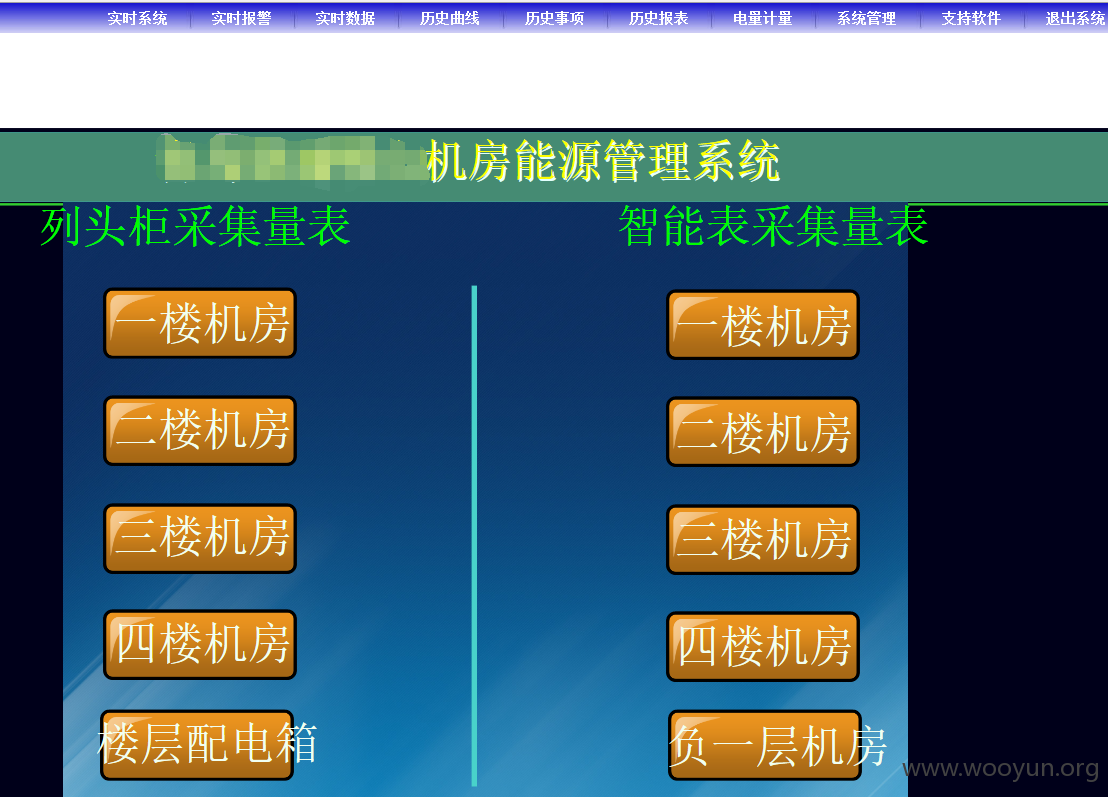 实时系统 实时报警 实时数据 历史曲线 历史事项 历史报表 电量计量 系统管理 支持软件 退出系统
机房能源管理系统
列头柜采集量表 智能表采集量表
一楼机房 一楼机房
二楼机房 二楼机房
三楼机房 三楼机房
四楼机房 四楼机房
楼层配电箱 负一层机房
www.wooyun.org